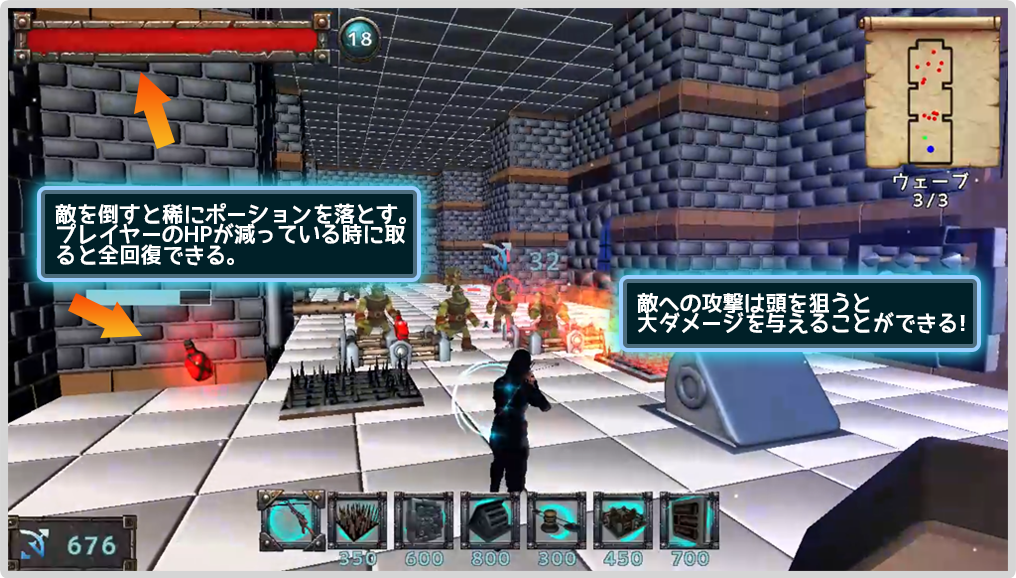 18
ウェーブ
3/3
敵を倒すと稀にポーションを落とす。
プレイヤーのHPが減っている時に取
ると全回復できる。
32
敵への攻撃は頭を狙うと
大ダメージを与えることができる!
676
350 600 800 300 450 700